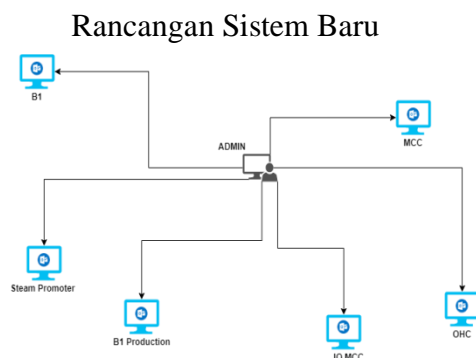 Rancangan Sistem Baru
B1
MCC
ADMIN
Steam Promoter
B1 Production
OHC
IO MCC